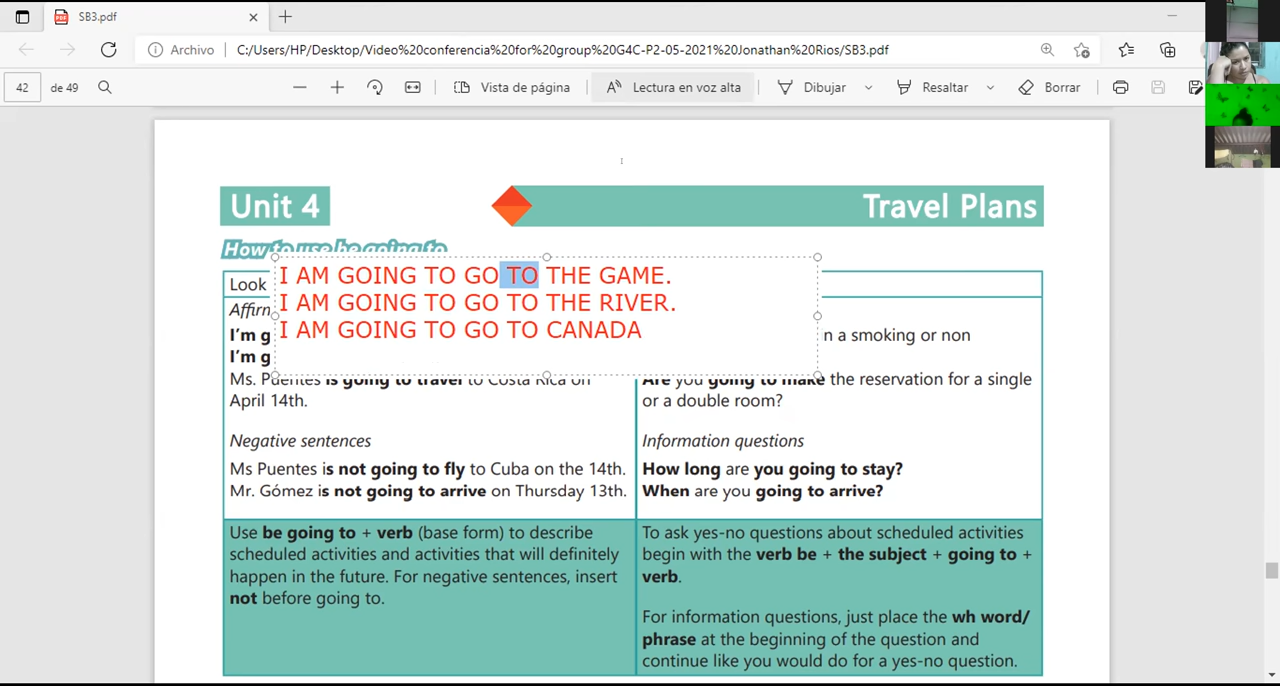 SB3.pdf
Archivo
C:/Users/HP/Desktop/Video%20conferencia%20for%20group%20G4C-P2-05-2021%20Jonathan%20Rios/SB3.pdf
42 de 49
Vista de página
Lectura en voz alta
Dibujar
Resaltar
Borrar
Unit 4
Travel Plans
How to use be going to
I AM GOING TO GO TO THE GAME.
I AM GOING TO GO TO THE RIVER.
I AM GOING TO GO TO CANADA
Look
Affirm
I'm g
I'm g
Ms. Puentes is going to travel to Costa Rica on
April 14th.
Negative sentences
Ms Puentes is not going to fly to Cuba on the 14th.
Mr. Gómez is not going to arrive on Thursday 13th.
n a smoking or non
Are you going to make the reservation for a single
or a double room?
Information questions
How long are you going to stay?
When are you going to arrive?
Use be going to + verb (base form) to describe
scheduled activities and activities that will definitely
happen in the future. For negative sentences, insert
not before going to.
To ask yes-no questions about scheduled activities
begin with the verb be + the subject + going to +
verb.
For information questions, just place the wh word/
phrase at the beginning of the question and
continue like you would do for a yes-no question.